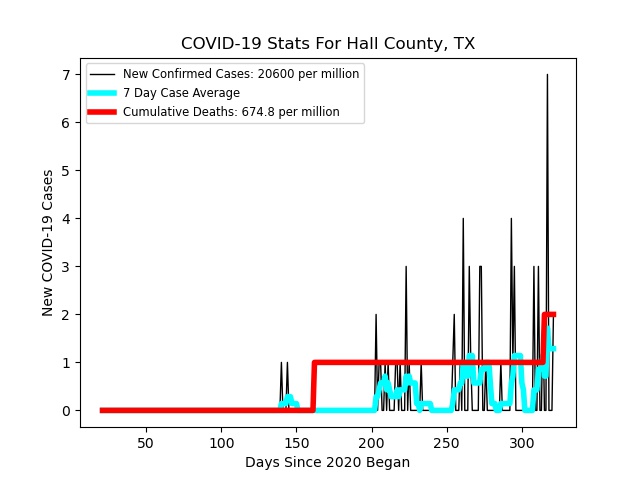 COVID-19 Stats For Hall County, TX
New Confirmed Cases: 20600 per million
7 Day Case Average
Cumulative Deaths: 674.8 per million
New COVID-19 Cases
7
6
5
4
3
2
1
0
50 100 150 200 250 300
Days Since 2020 Began